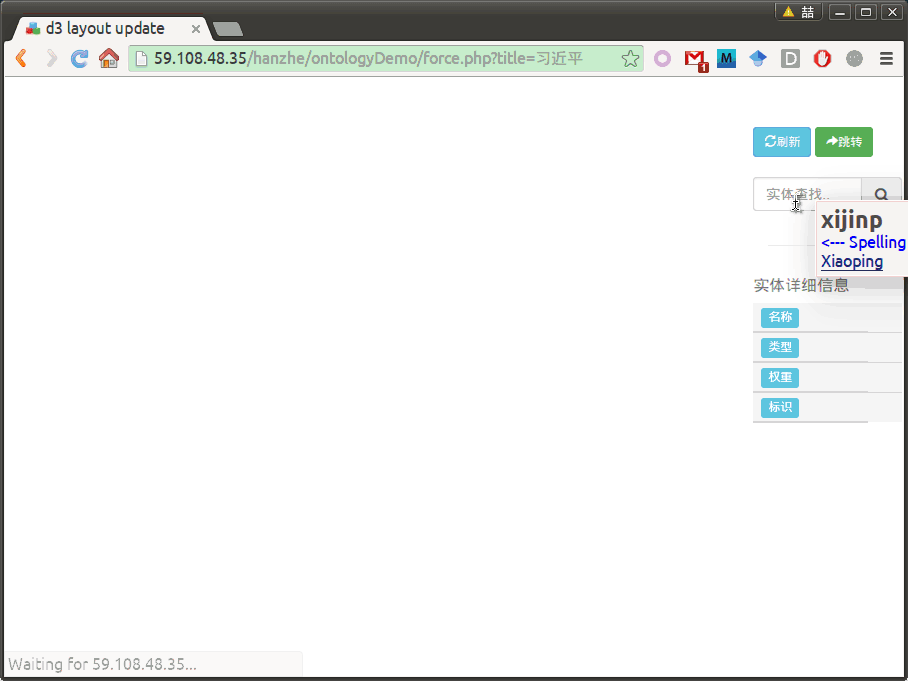 喆
d3 layout update
59.108.48.35/hanzhe/ontologyDemo/force.php?title=习近平
1
M
D
刷新
跳转
实体查找..
xijinp
<--- Spelling
Xiaoping
实体详细信息
名称
类型
权重
标识
Waiting for 59.108.48.35...